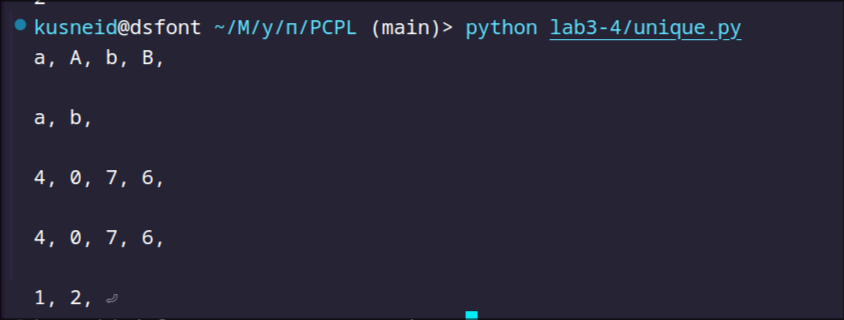 kusneid@dsfont ~/M/y/п/PCPL (main)> python lab3-4/unique.py
a, A, b, B,
a, b,
4, 0, 7, 6,
4, 0, 7, 6,
1, 2, ⏎